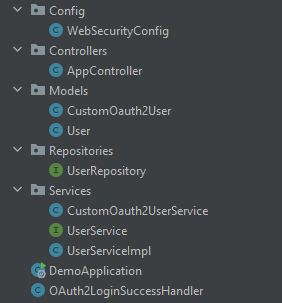 Config
WebSecurityConfig
Controllers
AppController
Models
CustomOauth2User
User
Repositories
UserRepository
Services
CustomOauth2UserService
UserService
UserServiceImpl
DemoApplication
OAuth2LoginSuccessHandler